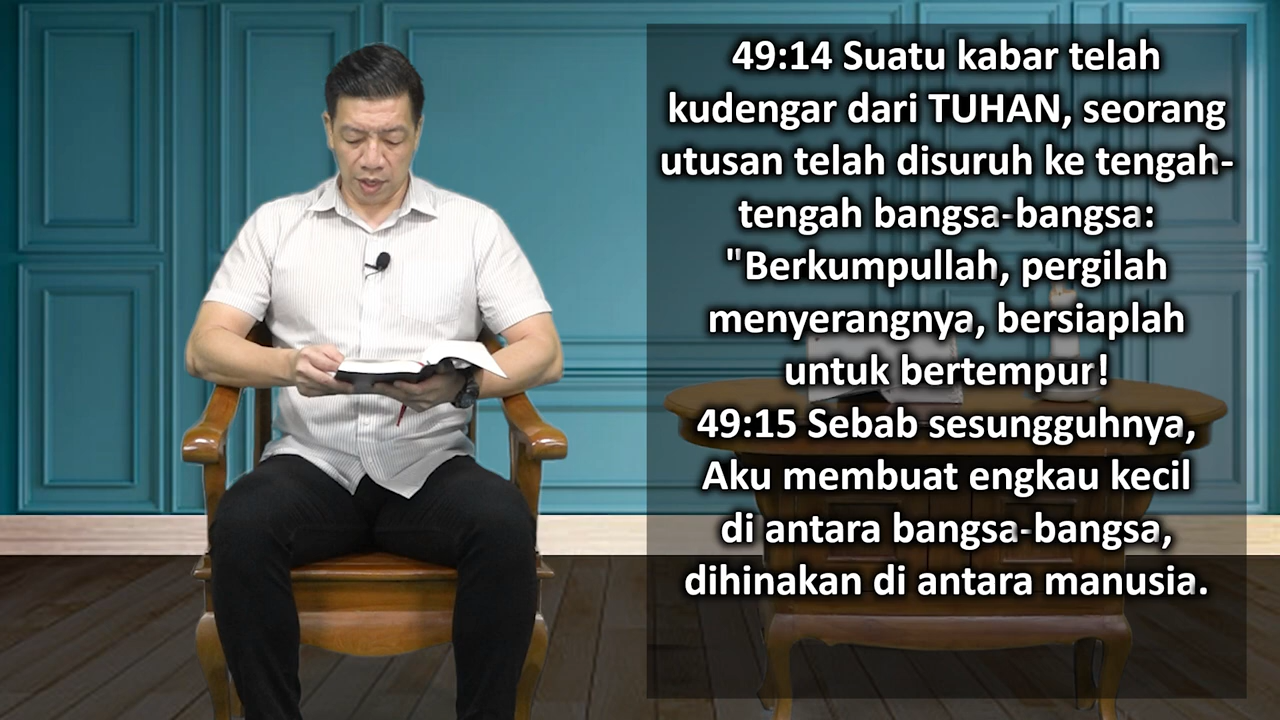 49:14 Suatu kabar telah
kudengar dari TUHAN, seorang
utusan telah disuruh ke tengah-
tengah bangsa-bangsa:
"Berkumpullah, pergilah
menyerangnya, bersiaplah
untuk bertempur!
49:15 Sebab sesungguhnya,
Aku membuat engkau kecil
di antara bangsa-bangsa,
dihinakan di antara manusia.